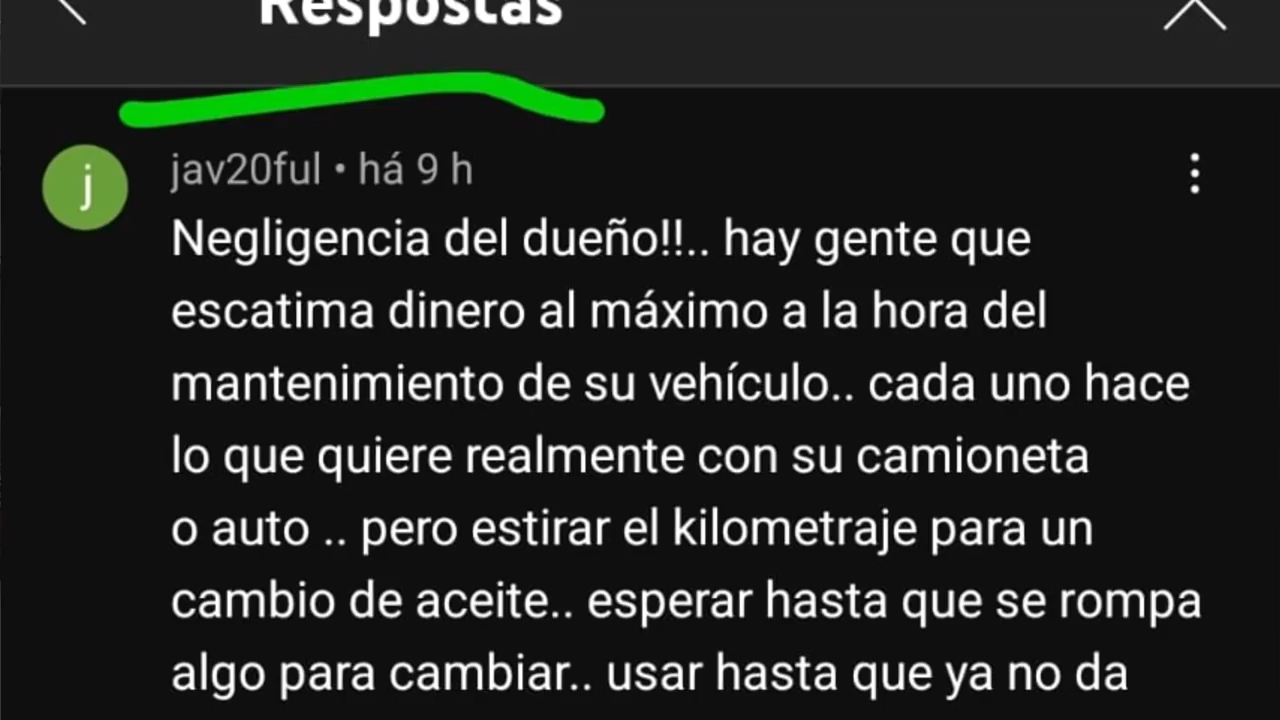 Respostas
j
jav20ful • há 9 h
Negligencia del dueño!!.. hay gente que
escatima dinero al máximo a la hora del
mantenimiento de su vehículo.. cada uno hace
lo que quiere realmente con su camioneta
o auto .. pero estirar el kilometraje para un
cambio de aceite.. esperar hasta que se rompa
algo para cambiar.. usar hasta que ya no da